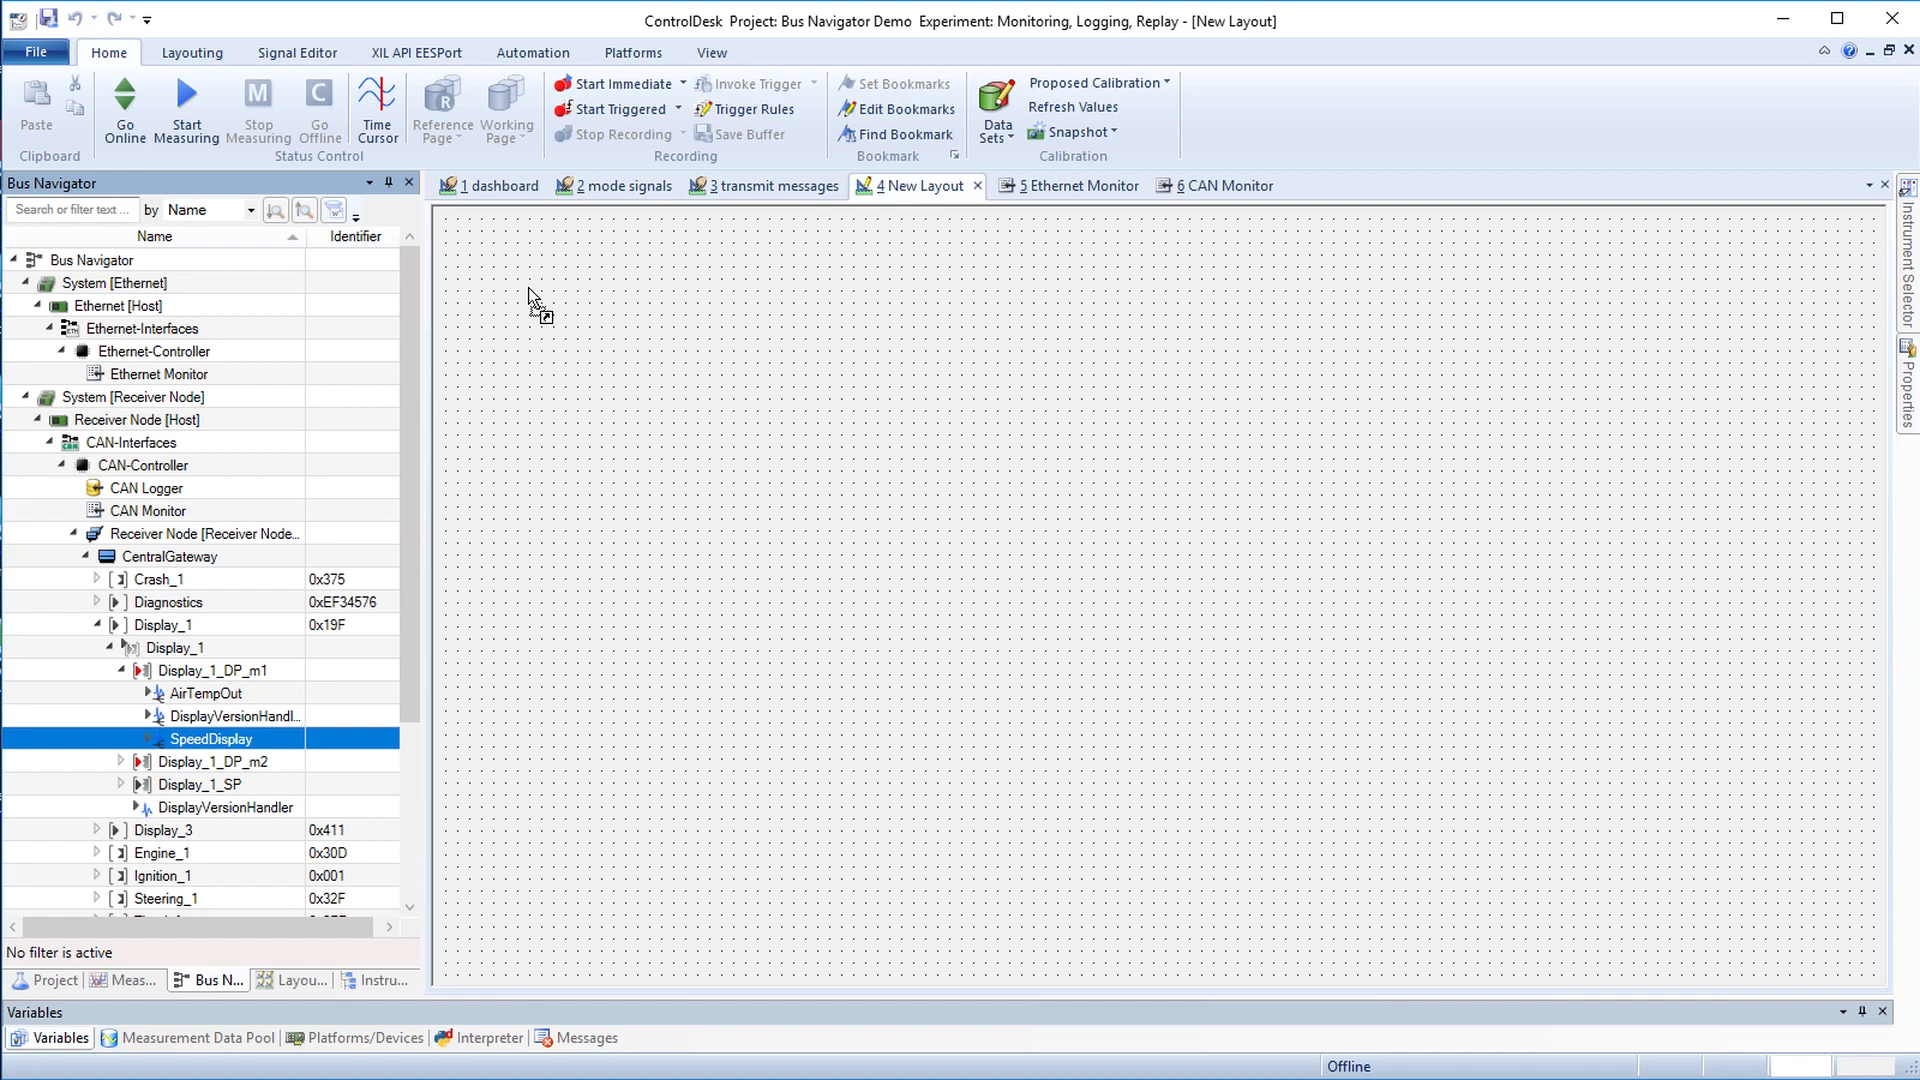 ControlDesk Project: Bus Navigator Demo Experiment: Monitoring, Logging, Replay - [New Layout]
File Home Layouting Signal Editor XIL API EESPort Automation Platforms View
Paste
Clipboard
Go Online
Start Measuring
M Stop Measuring
C Go Offline
Status Control
Time Cursor
R Reference Page
Working Page
Start Immediate
Start Triggered
Stop Recording
Invoke Trigger
Trigger Rules
Save Buffer
Recording
Set Bookmarks
Edit Bookmarks
Find Bookmark
Bookmark
Data Sets
Proposed Calibration
Refresh Values
Snapshot
Calibration
Bus Navigator
Search or filter text ... by Name
Name Identifier
Bus Navigator
System [Ethernet]
Ethernet [Host]
Ethernet-Interfaces
Ethernet-Controller
Ethernet Monitor
System [Receiver Node]
Receiver Node [Host]
CAN-Interfaces
CAN-Controller
CAN Logger
CAN Monitor
Receiver Node [Receiver Node...
CentralGateway
Crash_1 0x375
Diagnostics 0xEF34576
Display_1 0x19F
Display_1
Display_1_DP_m1
AirTempOut
DisplayVersionHandl...
SpeedDisplay
Display_1_DP_m2
Display_1_SP
DisplayVersionHandler
Display_3 0x411
Engine_1 0x30D
Ignition_1 0x001
Steering_1 0x32F
No filter is active
Project Meas... Bus N... Layou... Instru...
1 dashboard 2 mode signals 3 transmit messages 4 New Layout 5 Ethernet Monitor 6 CAN Monitor
Instrument Selector
Properties
Variables
Variables Measurement Data Pool Platforms/Devices Interpreter Messages
Offline